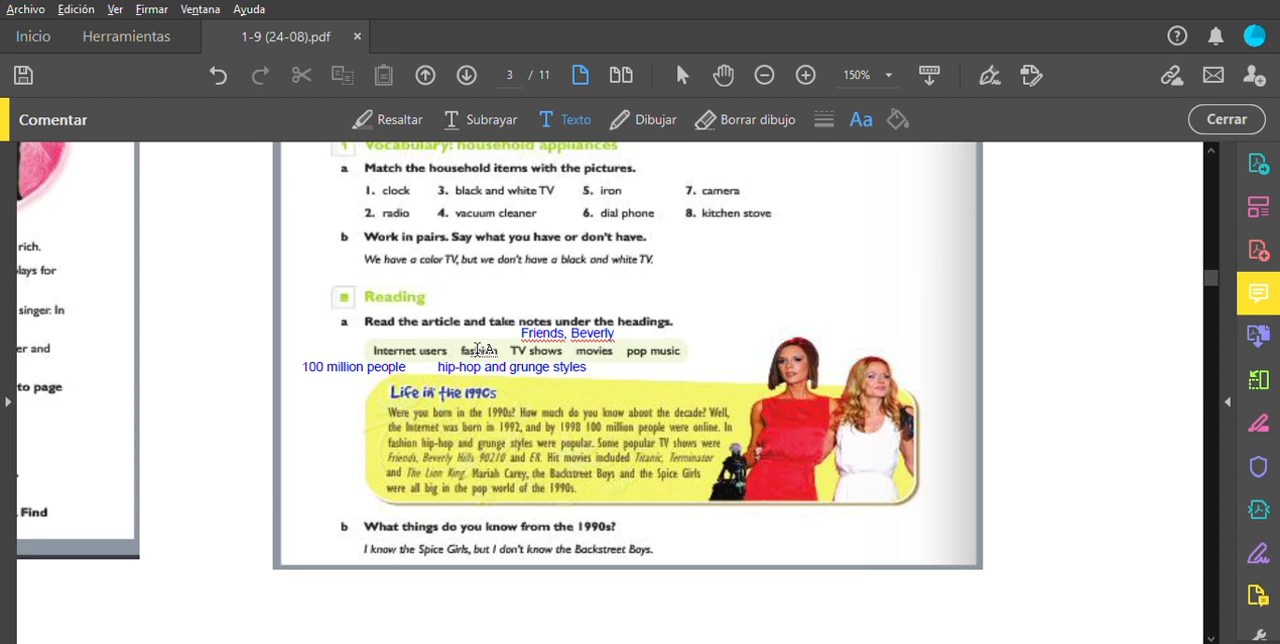 Archivo Edición Ver Firmar Ventana Ayuda
Inicio Herramientas 1-9 (24-08).pdf ×
3 / 11 150%
Comentar Resaltar Subrayar Texto Dibujar Borrar dibujo Aa Cerrar
rich.
lays for
singer. In
er and
to page
. Find
1 Vocabulary: household appliances
a Match the household items with the pictures.
1. clock 3. black and white TV 5. iron 7. camera
2. radio 4. vacuum cleaner 6. dial phone 8. kitchen stove
b Work in pairs. Say what you have or don't have.
We have a color TV, but we don't have a black and white TV.
Reading
a Read the article and take notes under the headings.
Friends, Beverly
Internet users fashion TV shows movies pop music
100 million people hip-hop and grunge styles
Life in the 1990s
Were you born in the 1990s? How much do you know about the decade? Well,
the Internet was born in 1992, and by 1998 100 million people were online. In
fashion hip-hop and grunge styles were popular. Some popular TV shows were
Friends, Beverly Hills 90210 and ER. Hit movies included Titanic, Terminator
and The Lion King. Mariah Carey, the Backstreet Boys and the Spice Girls
were all big in the pop world of the 1990s.
b What things do you know from the 1990s?
I know the Spice Girls, but I don't know the Backstreet Boys.